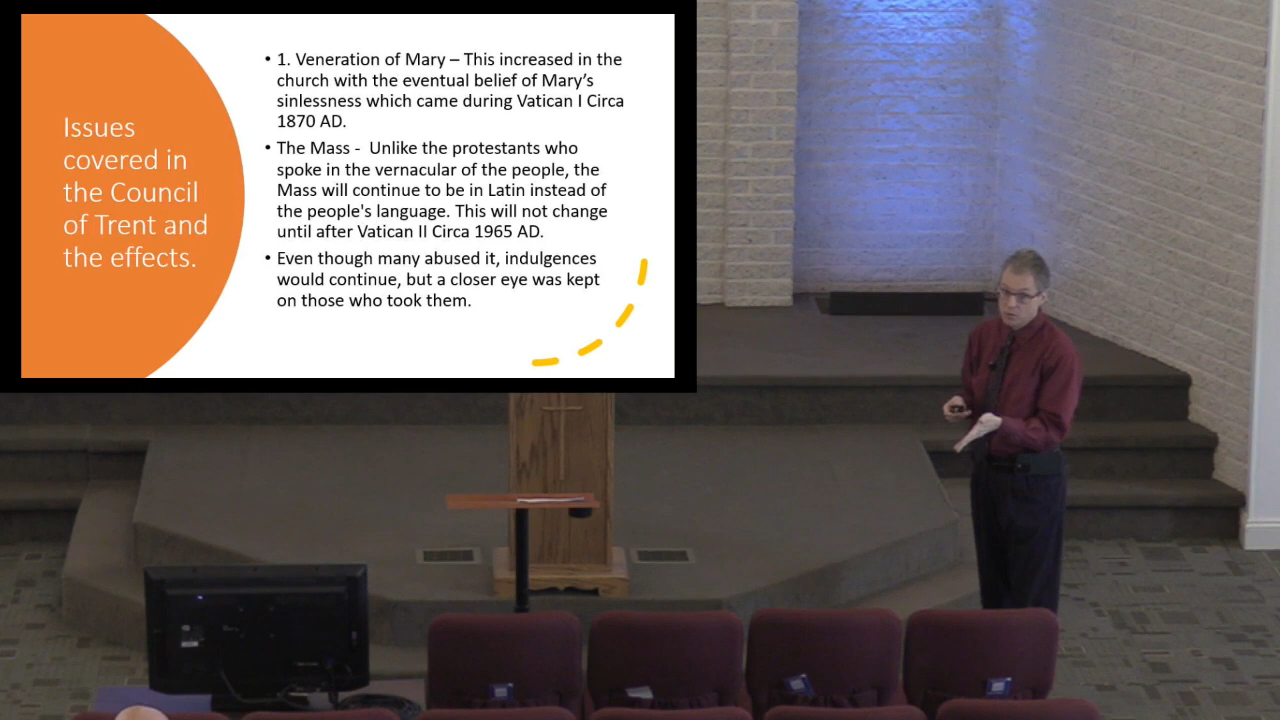 Issues
covered in
the Council
of Trent and
the effects.
• 1. Veneration of Mary – This increased in the
church with the eventual belief of Mary’s
sinlessness which came during Vatican I Circa
1870 AD.
• The Mass -  Unlike the protestants who
spoke in the vernacular of the people, the
Mass will continue to be in Latin instead of
the people's language. This will not change
until after Vatican II Circa 1965 AD.
• Even though many abused it, indulgences
would continue, but a closer eye was kept
on those who took them.